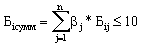 Бiсумм = ∑(j=1..n) βj * Бij ≤ 10